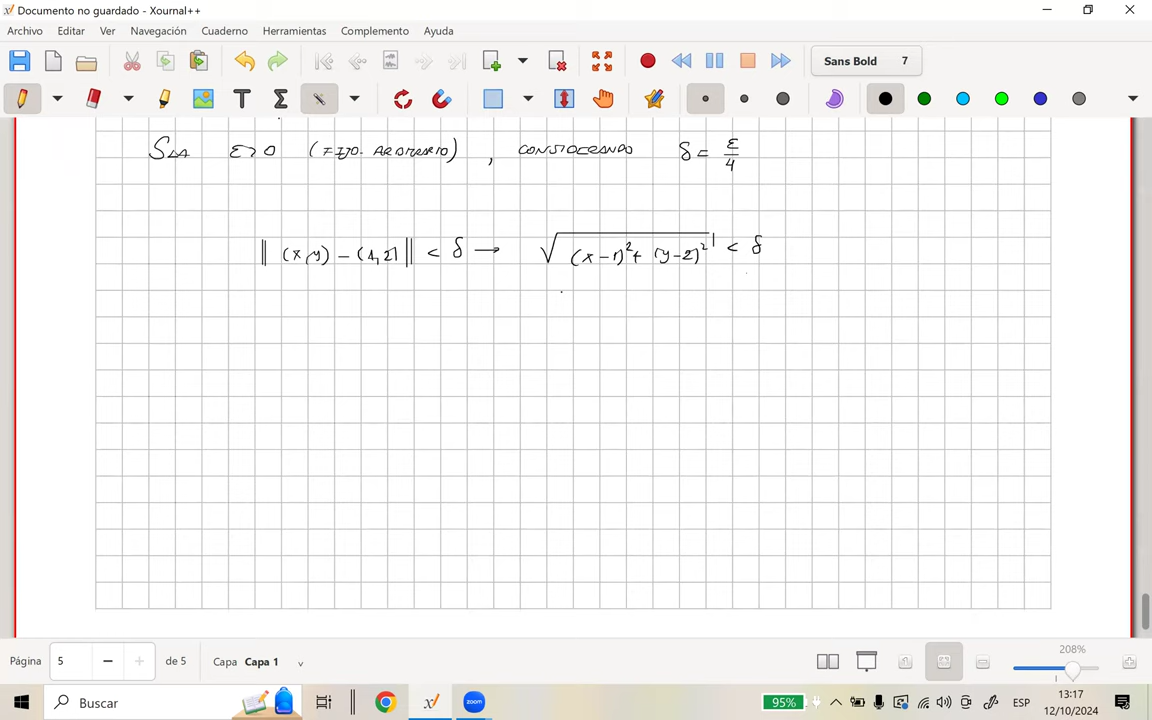 Documento no guardado - Xournal++
Archivo Editar Ver Navegación Cuaderno Herramientas Complemento Ayuda
Sans Bold 7
SEA ε>0 (FIJO-ARBITRARIO), CONSIDERANDO δ = ε/4
‖(x,y) - (1,2)‖ < δ → √((x-1)² + (y-2)²) < δ
Página 5 de 5 Capa Capa 1
208%
Buscar
95%
ESP
13:17
12/10/2024